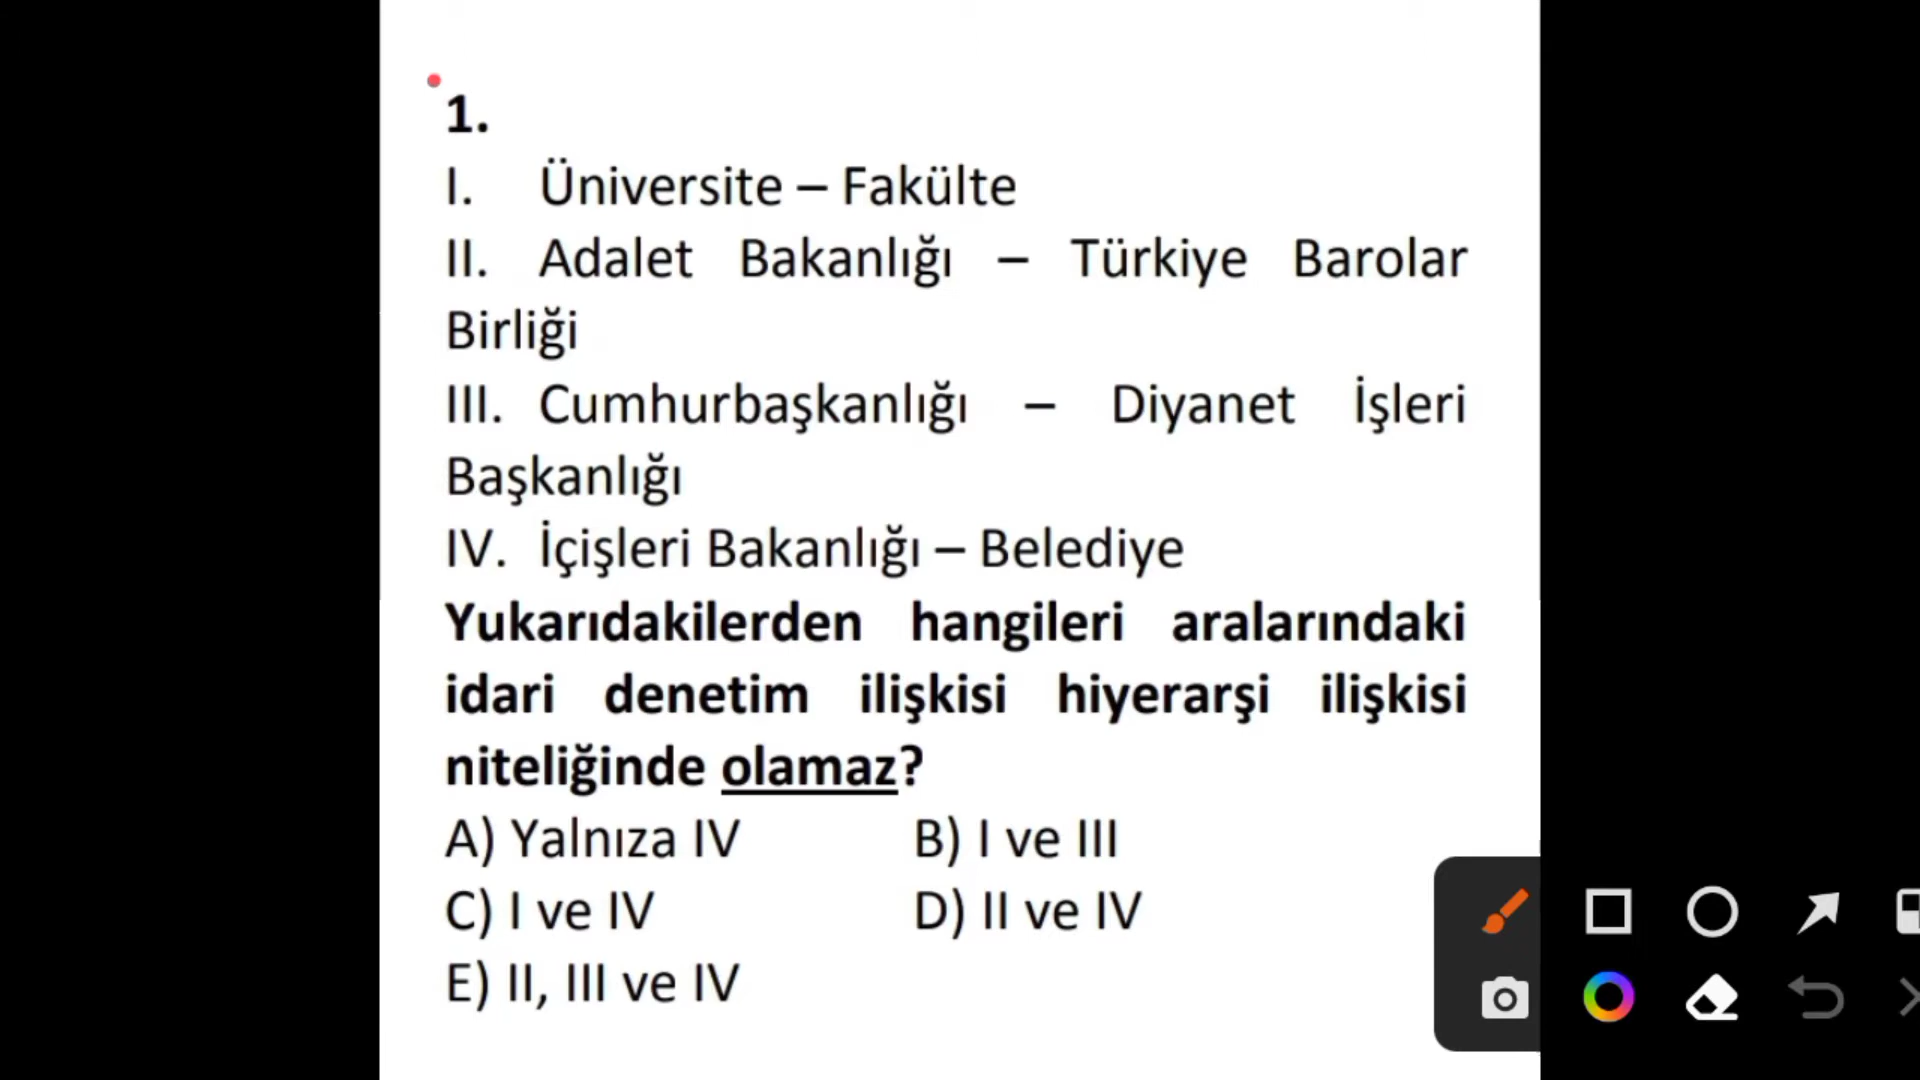 1.
I. Üniversite – Fakülte
II. Adalet Bakanlığı – Türkiye Barolar
Birliği
III. Cumhurbaşkanlığı – Diyanet İşleri
Başkanlığı
IV. İçişleri Bakanlığı – Belediye
Yukarıdakilerden hangileri aralarındaki
idari denetim ilişkisi hiyerarşi ilişkisi
niteliğinde olamaz?
A) Yalnıza IV B) I ve III
C) I ve IV D) II ve IV
E) II, III ve IV